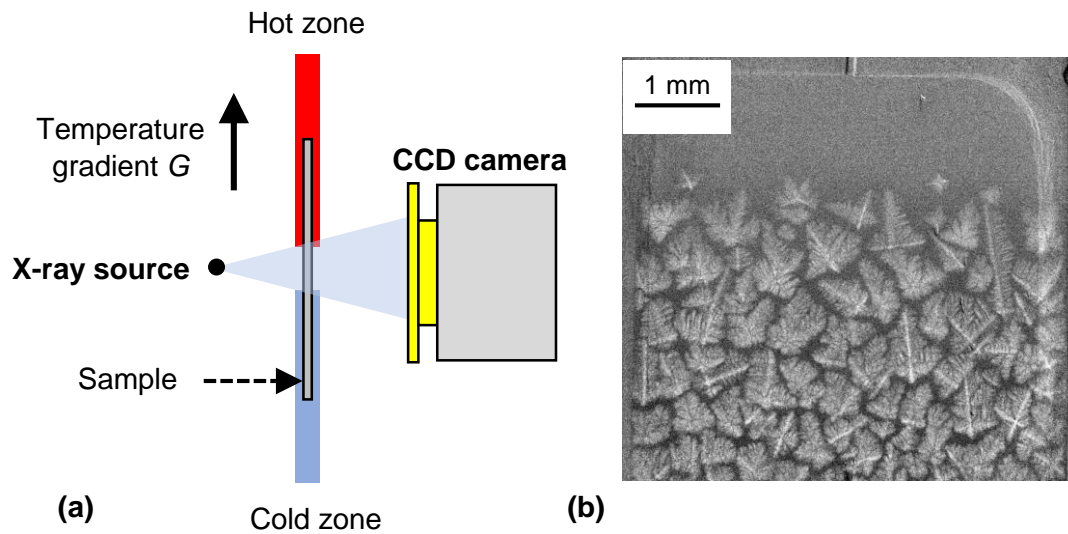 Hot zone
Temperature
gradient G
CCD camera
X-ray source
Sample
(a)
Cold zone
1 mm
(b)